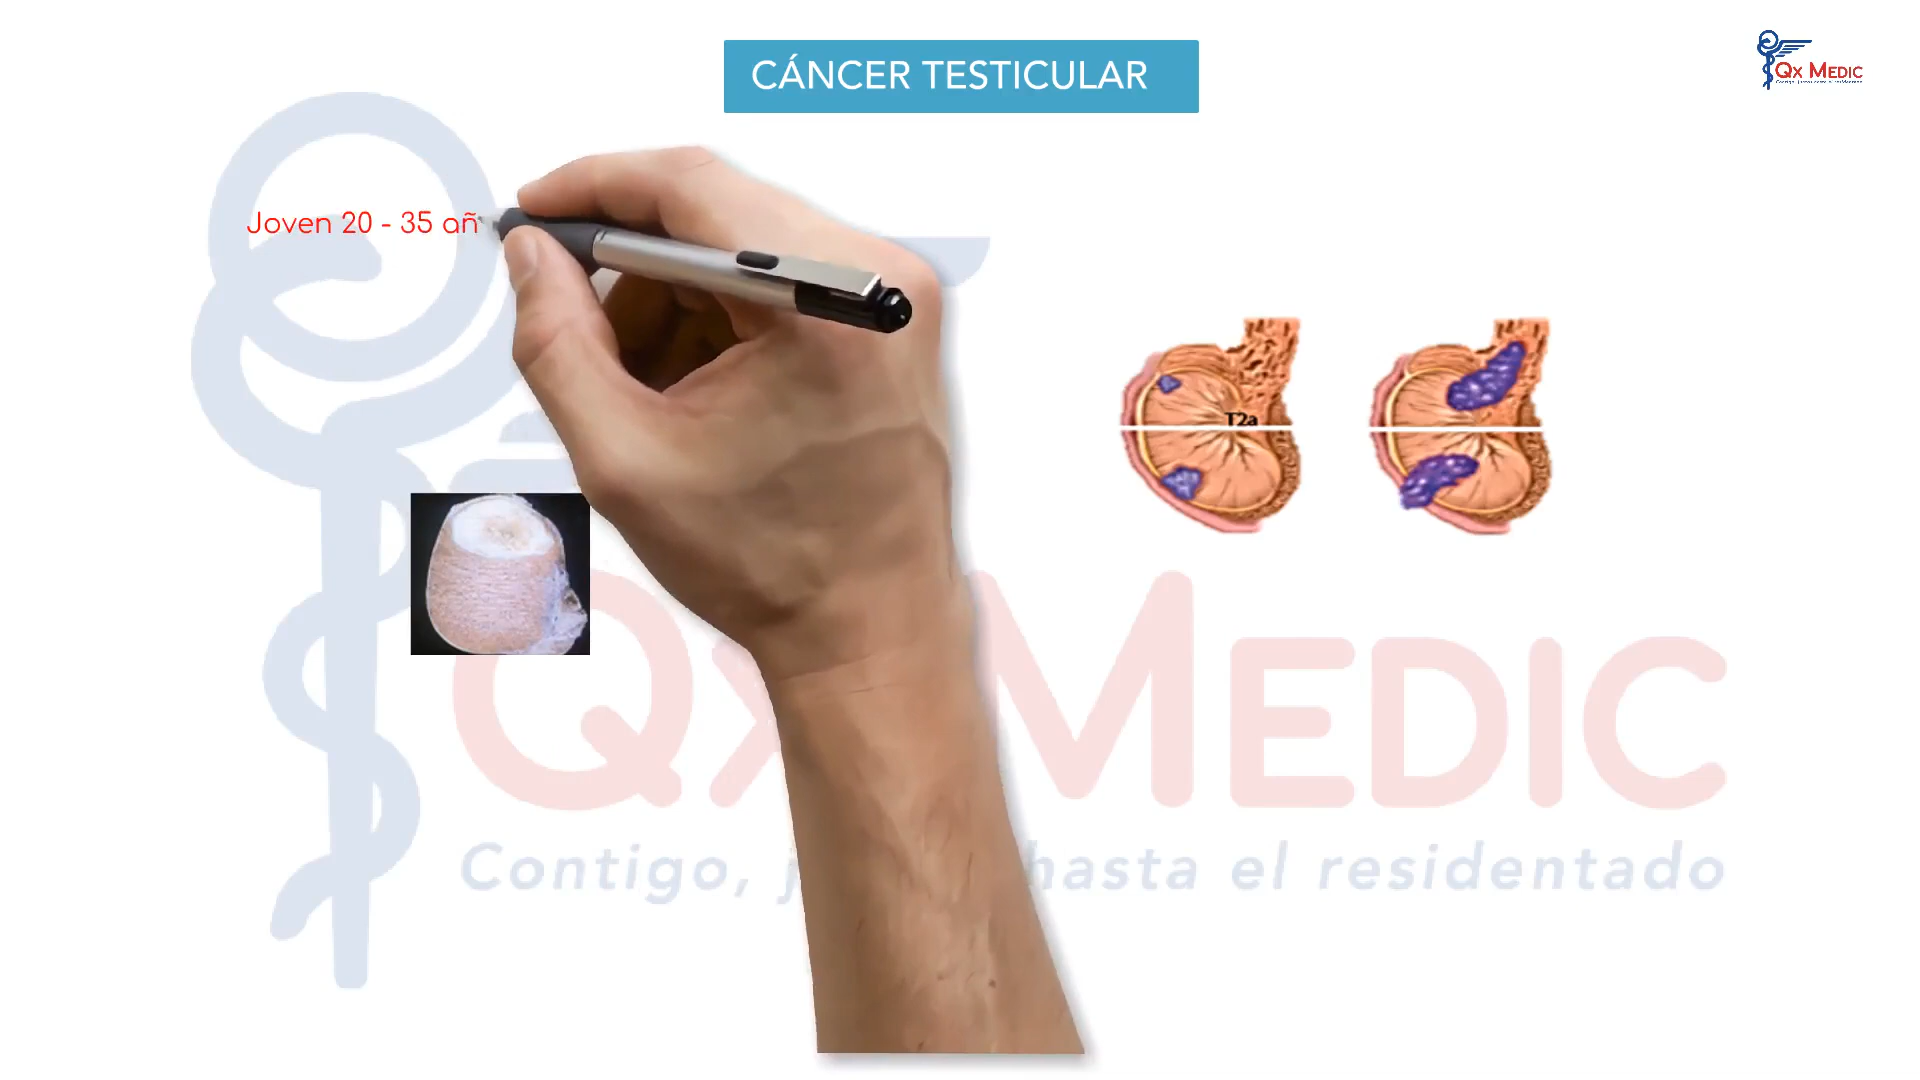 CÁNCER TESTICULAR
Qx MEDIC
Joven 20 - 35 añ
T2a
Qx MEDIC
Contigo, j hasta el residentado